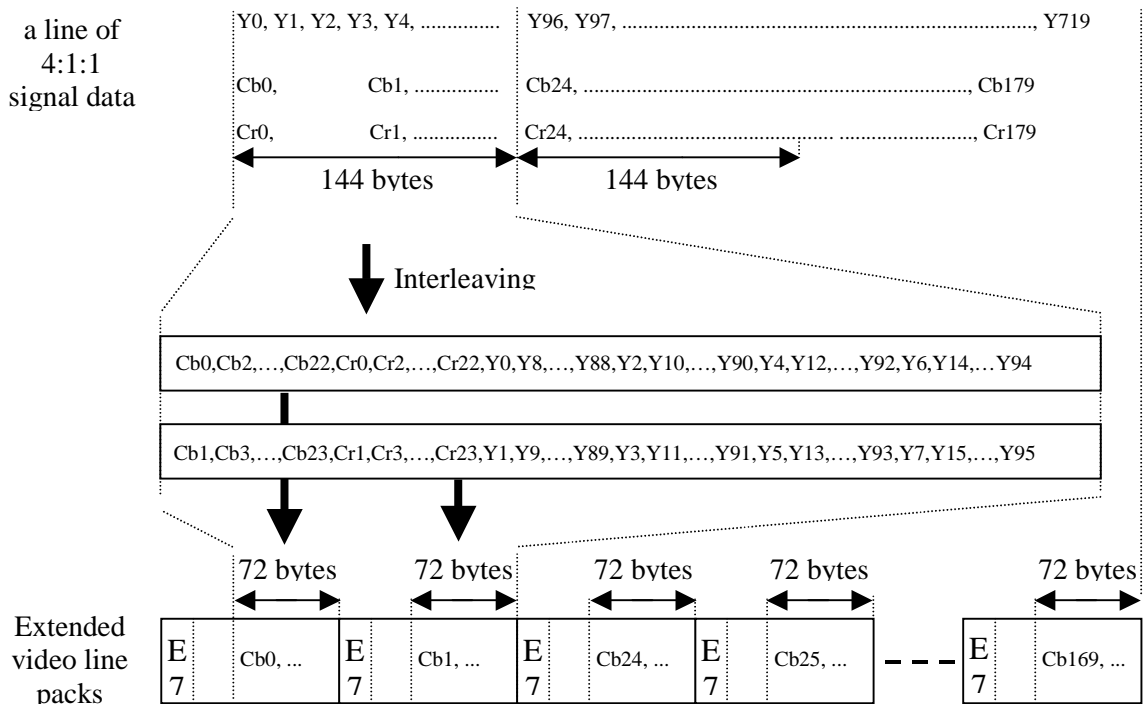 a line of
4:1:1
signal data
Y0, Y1, Y2, Y3, Y4, ................
Y96, Y97, ..............................................................................................., Y719
Cb0,
Cb1, .................
Cb24, ...................................................................................., Cb179
Cr0,
Cr1, ................
Cr24, ....................................................... .............................., Cr179
144 bytes
144 bytes
Interleaving
Cb0,Cb2,…,Cb22,Cr0,Cr2,…,Cr22,Y0,Y8,…,Y88,Y2,Y10,…,Y90,Y4,Y12,…,Y92,Y6,Y14,…Y94
Cb1,Cb3,…,Cb23,Cr1,Cr3,…,Cr23,Y1,Y9,…,Y89,Y3,Y11,…,Y91,Y5,Y13,…,Y93,Y7,Y15,…,Y95
72 bytes
72 bytes
72 bytes
72 bytes
72 bytes
Extended
video line
packs
E
7
Cb0, ...
E
7
Cb1, ...
E
7
Cb24, ...
E
7
Cb25, ...
E
7
Cb169, ...